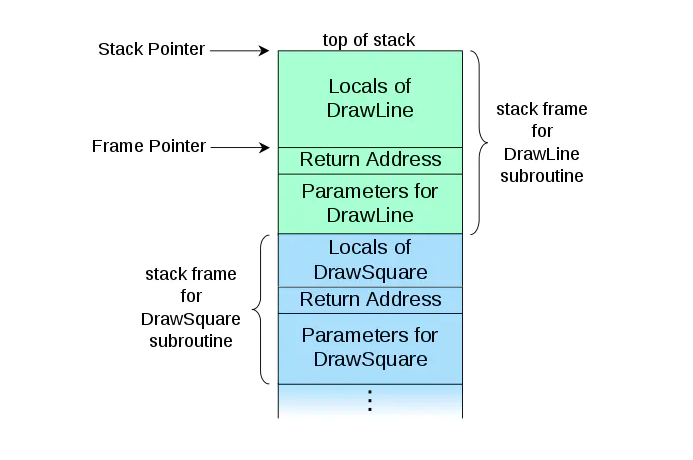 top of stack
Stack Pointer
Locals of
DrawLine
stack frame
for
DrawLine
subroutine
Frame Pointer
Return Address
Parameters for
DrawLine
Locals of
DrawSquare
stack frame
for
DrawSquare
subroutine
Return Address
Parameters for
DrawSquare
⋮